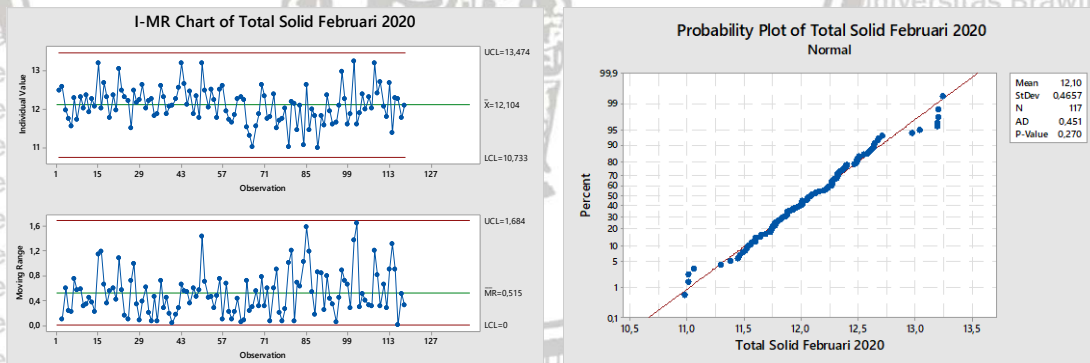 I-MR Chart of Total Solid Februari 2020
UCL=13,474
13
Individual Value
12
X=12,104
11
LCL=10,733
1 15 29 43 57 71 85 99 113 127
Observation
UCL=1,684
1,6
1,2
Moving Range
0,8
MR=0,515
0,4
0,0
LCL=0
1 15 29 43 57 71 85 99 113 127
Observation
Probability Plot of Total Solid Februari 2020
Normal
99,9
99
95
90
80
70
60
50
40
30
20
10
5
1
0,1
Percent
10,5 11,0 11,5 12,0 12,5 13,0 13,5
Total Solid Februari 2020
Mean 12,10
StDev 0,4657
N 117
AD 0,451
P-Value 0,270